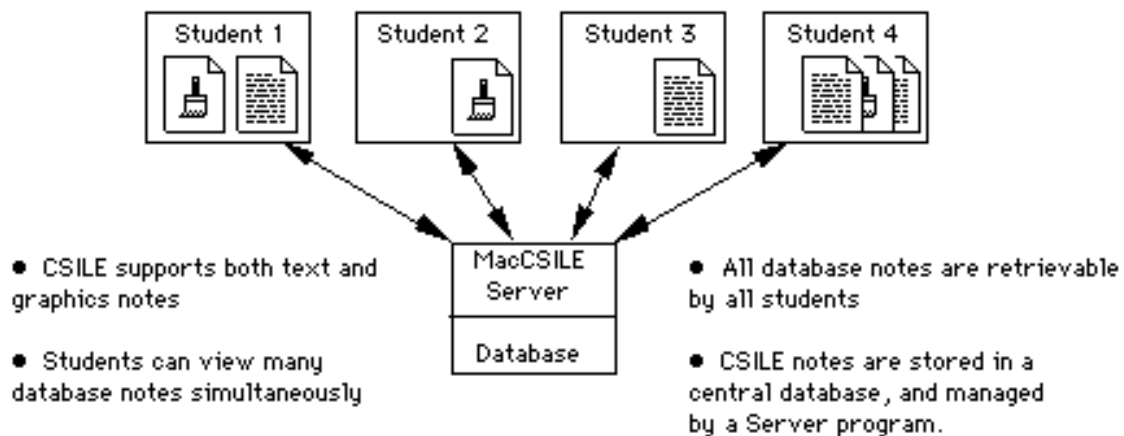 Student 1
Student 2
Student 3
Student 4
MacCSILE
Server
Database
● CSILE supports both text and
graphics notes
● Students can view many
database notes simultaneously
● All database notes are retrievable
by all students
● CSILE notes are stored in a
central database, and managed
by a Server program.